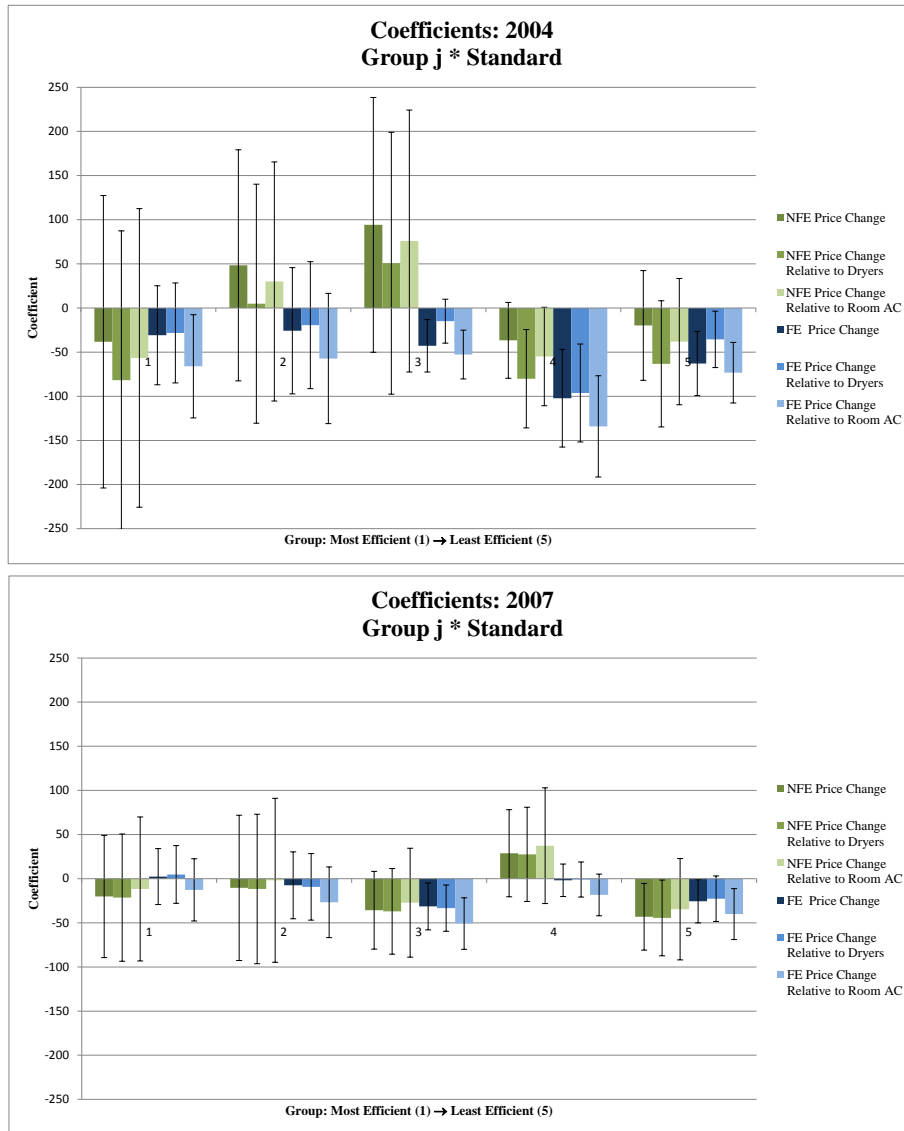 Coefficients: 2004
Group j * Standard
250
200
150
100
50
0
-50
-100
-150
-200
-250
Coefficient
1
2
3
4
5
Group: Most Efficient (1) → Least Efficient (5)
NFE Price Change
NFE Price Change
Relative to Dryers
NFE Price Change
Relative to Room AC
FE Price Change
FE Price Change
Relative to Dryers
FE Price Change
Relative to Room AC
Coefficients: 2007
Group j * Standard
250
200
150
100
50
0
-50
-100
-150
-200
-250
Coefficient
1
2
3
4
5
Group: Most Efficient (1) → Least Efficient (5)
NFE Price Change
NFE Price Change
Relative to Dryers
NFE Price Change
Relative to Room AC
FE Price Change
FE Price Change
Relative to Dryers
FE Price Change
Relative to Room AC